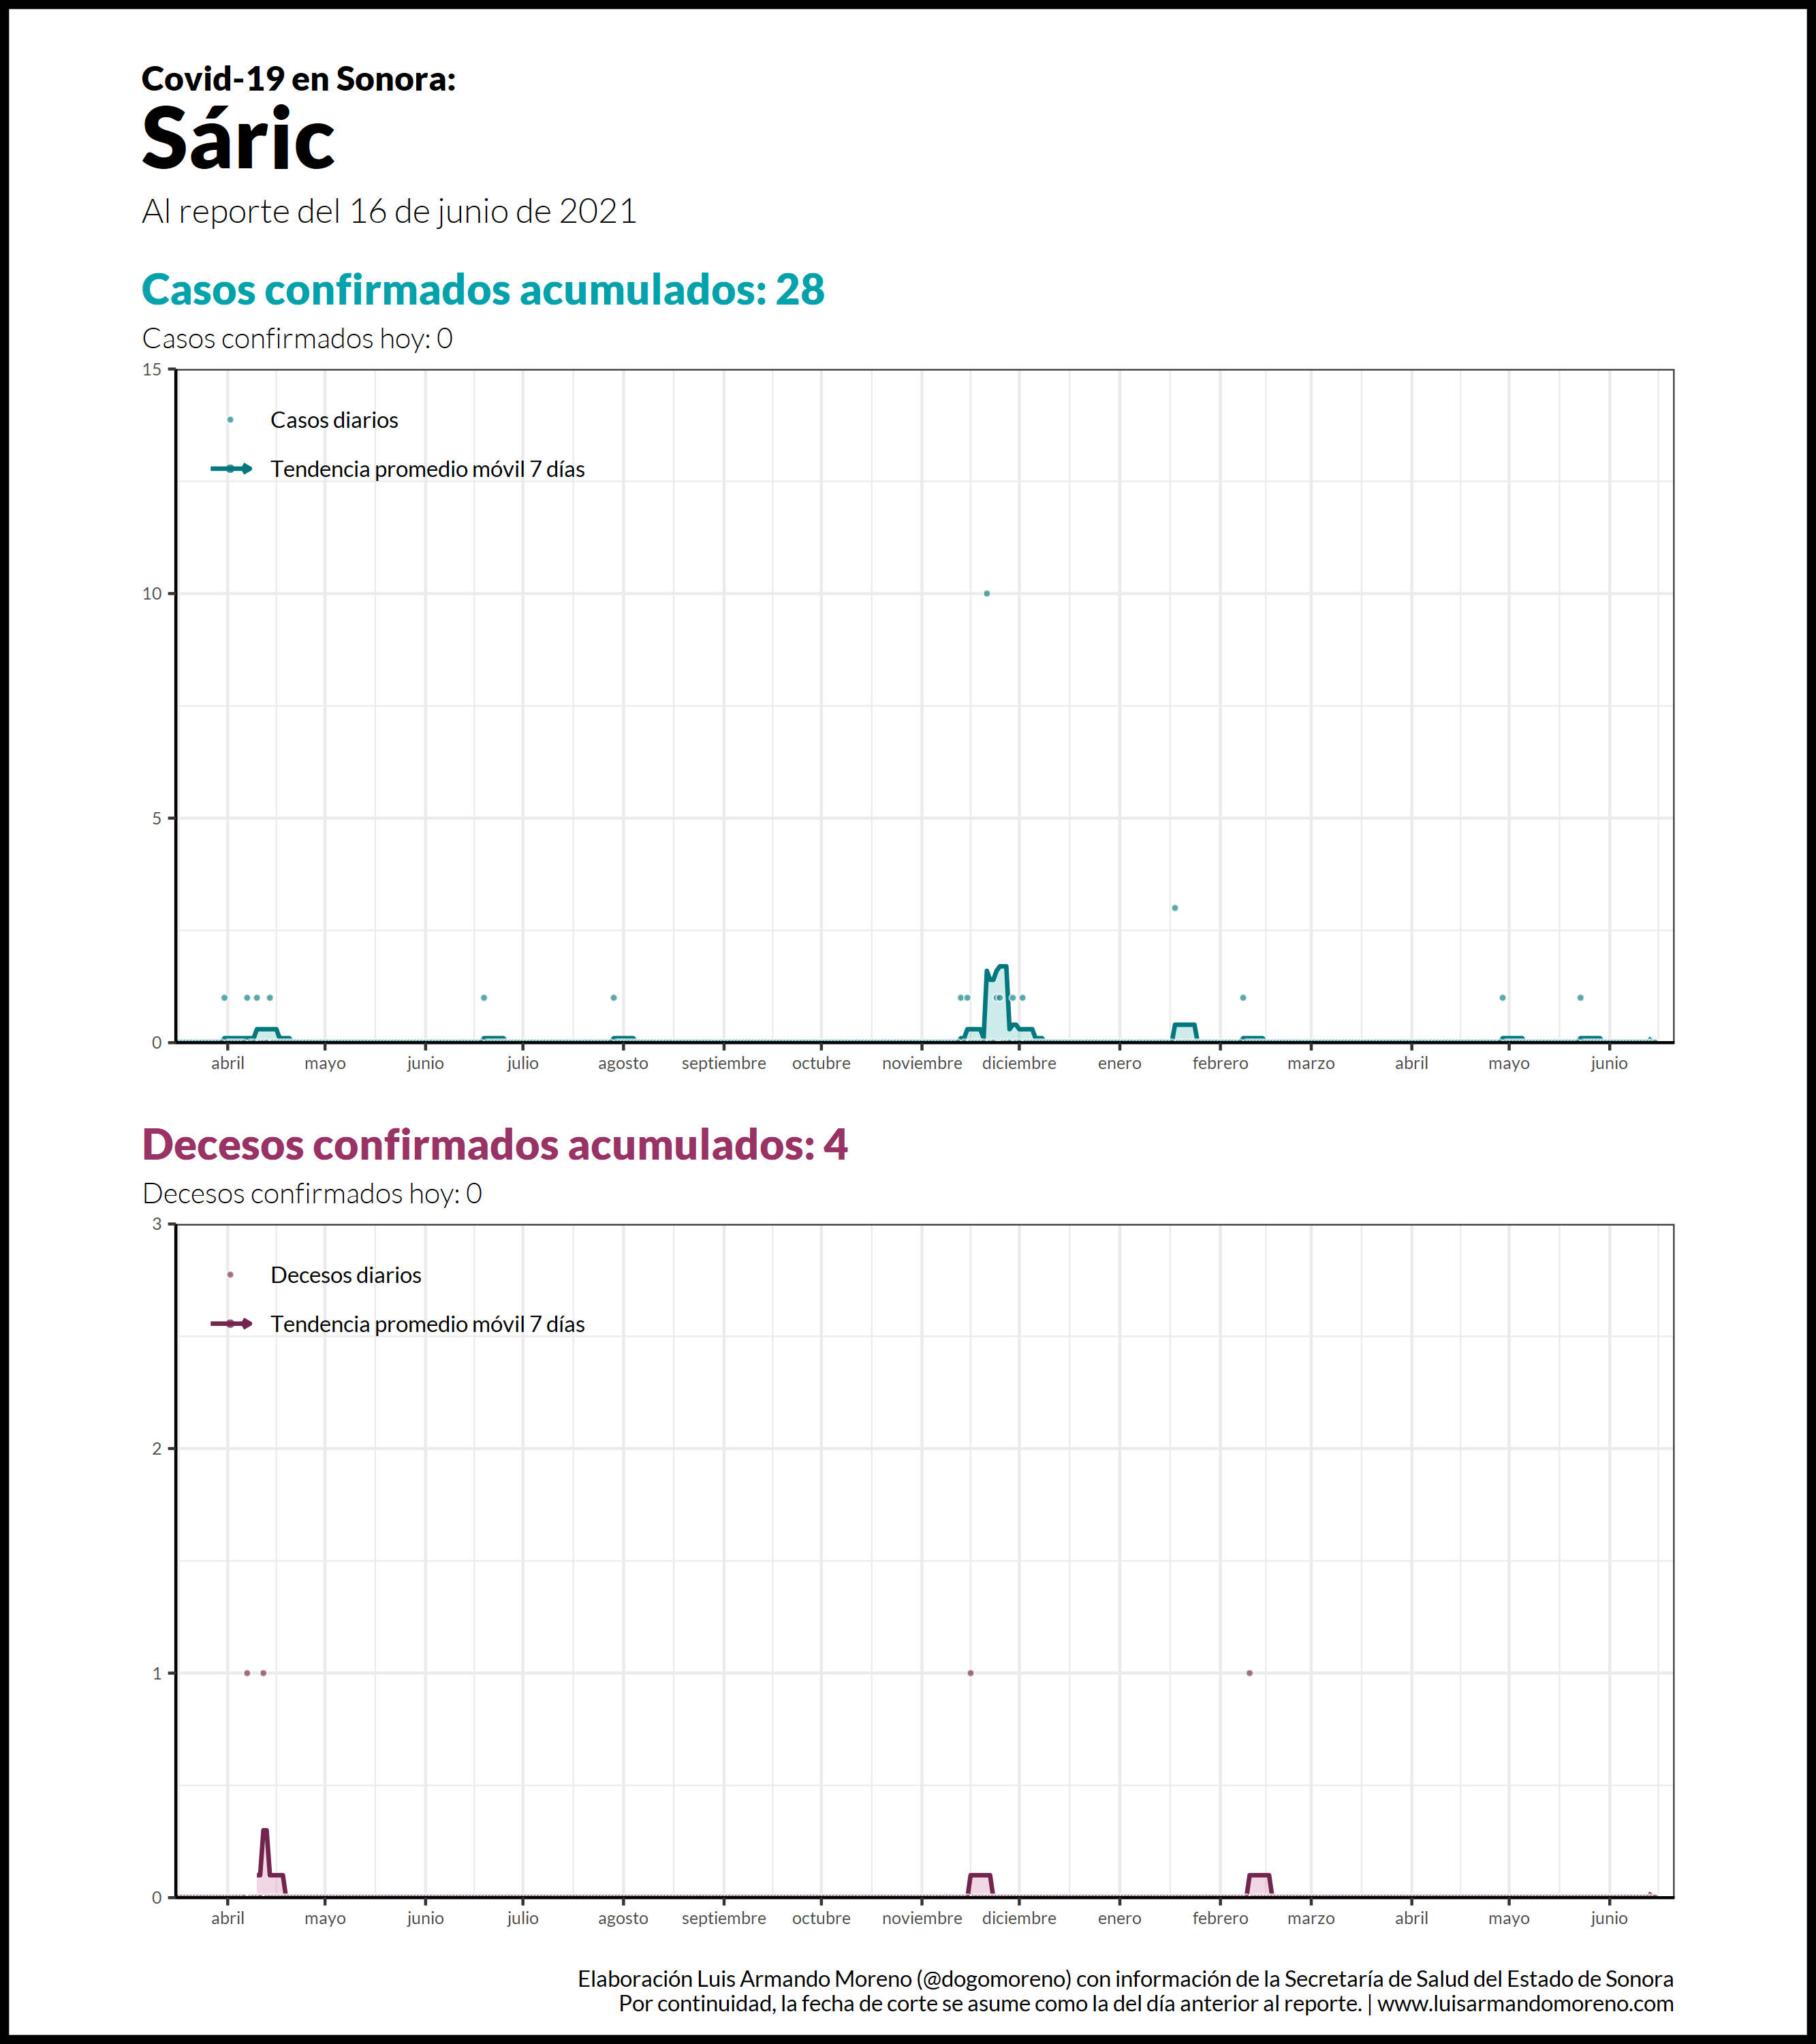 Covid-19 en Sonora:
Sáric
Al reporte del 16 de junio de 2021
Casos confirmados acumulados: 28
Casos confirmados hoy: 0
15
Casos diarios
Tendencia promedio móvil 7 días
10
5
0
abril mayo junio julio agosto septiembre octubre noviembre diciembre enero febrero marzo abril mayo junio
Decesos confirmados acumulados: 4
Decesos confirmados hoy: 0
3
Decesos diarios
Tendencia promedio móvil 7 días
2
1
0
abril mayo junio julio agosto septiembre octubre noviembre diciembre enero febrero marzo abril mayo junio
Elaboración Luis Armando Moreno (@dogomoreno) con información de la Secretaría de Salud del Estado de Sonora
Por continuidad, la fecha de corte se asume como la del día anterior al reporte. | www.luisarmandomoreno.com